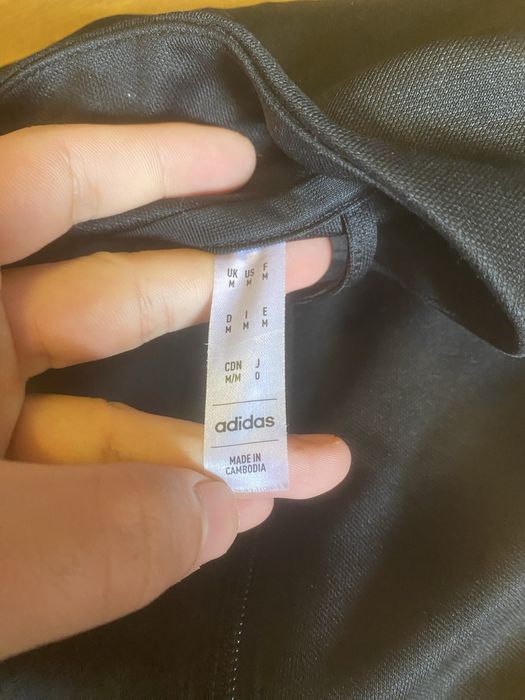 UK US F
M M M
D I E
M M M
CDN J
M/M O
adidas
MADE IN
CAMBODIA